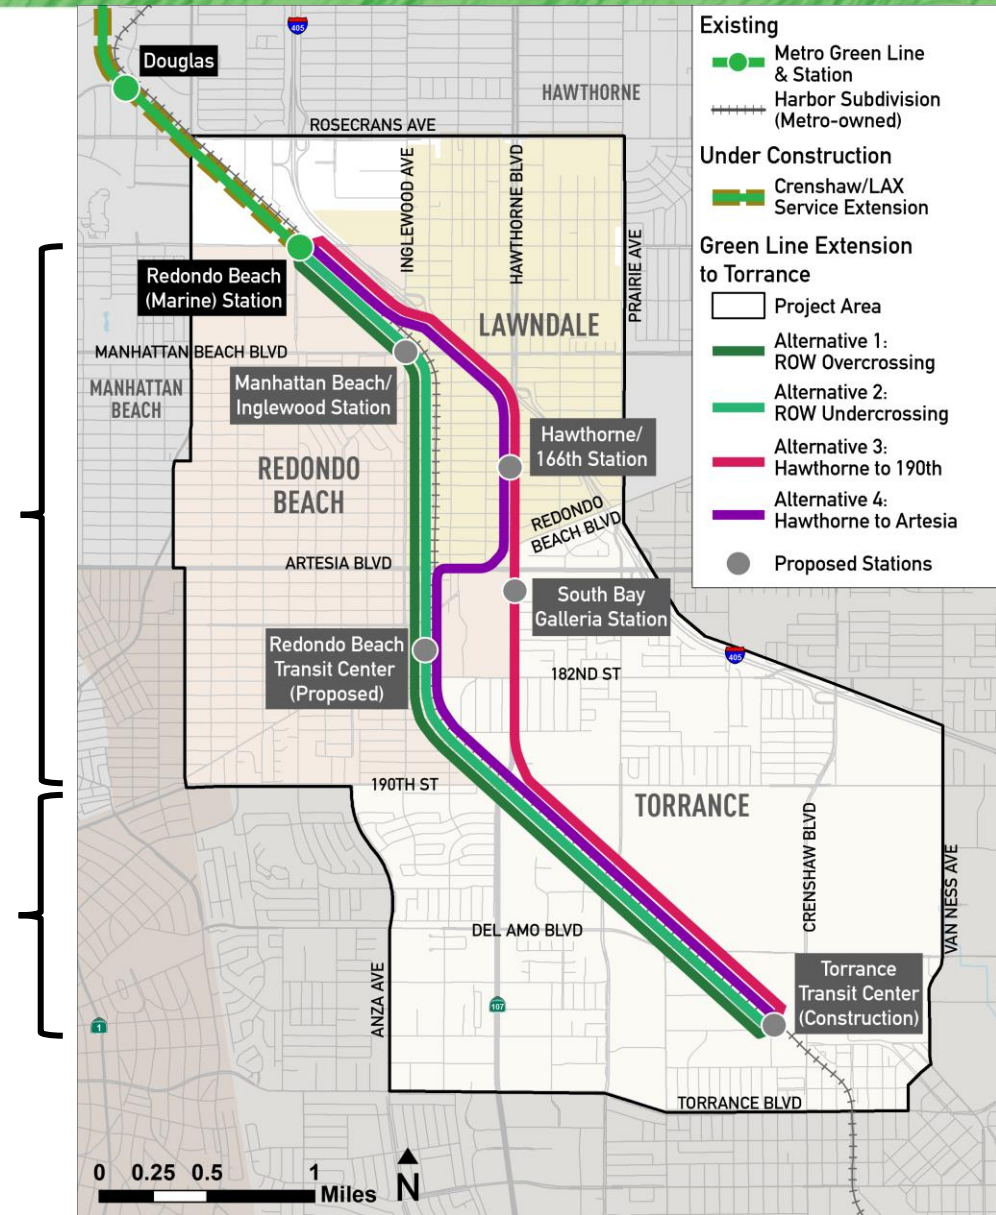 Existing
Metro Green Line
& Station
Harbor Subdivision
(Metro-owned)
Under Construction
Crenshaw/LAX
Service Extension
Green Line Extension
to Torrance
Project Area
Alternative 1:
ROW Overcrossing
Alternative 2:
ROW Undercrossing
Alternative 3:
Hawthorne to 190th
Alternative 4:
Hawthorne to Artesia
Proposed Stations
405
Douglas
HAWTHORNE
ROSECRANS AVE
INGLEWOOD AVE
HAWTHORNE BLVD
PRAIRIE AVE
Redondo Beach
(Marine) Station
LAWNDALE
MANHATTAN BEACH BLVD
MANHATTAN
BEACH
Manhattan Beach/
Inglewood Station
Hawthorne/
166th Station
REDONDO
BEACH
REDONDO
BEACH BLVD
ARTESIA BLVD
South Bay
Galleria Station
Redondo Beach
Transit Center
(Proposed)
405
182ND ST
190TH ST
TORRANCE
CRENSHAW BLVD
VAN NESS AVE
DEL AMO BLVD
ANZA AVE
107
1
Torrance
Transit Center
(Construction)
TORRANCE BLVD
0 0.25 0.5 1
Miles
N